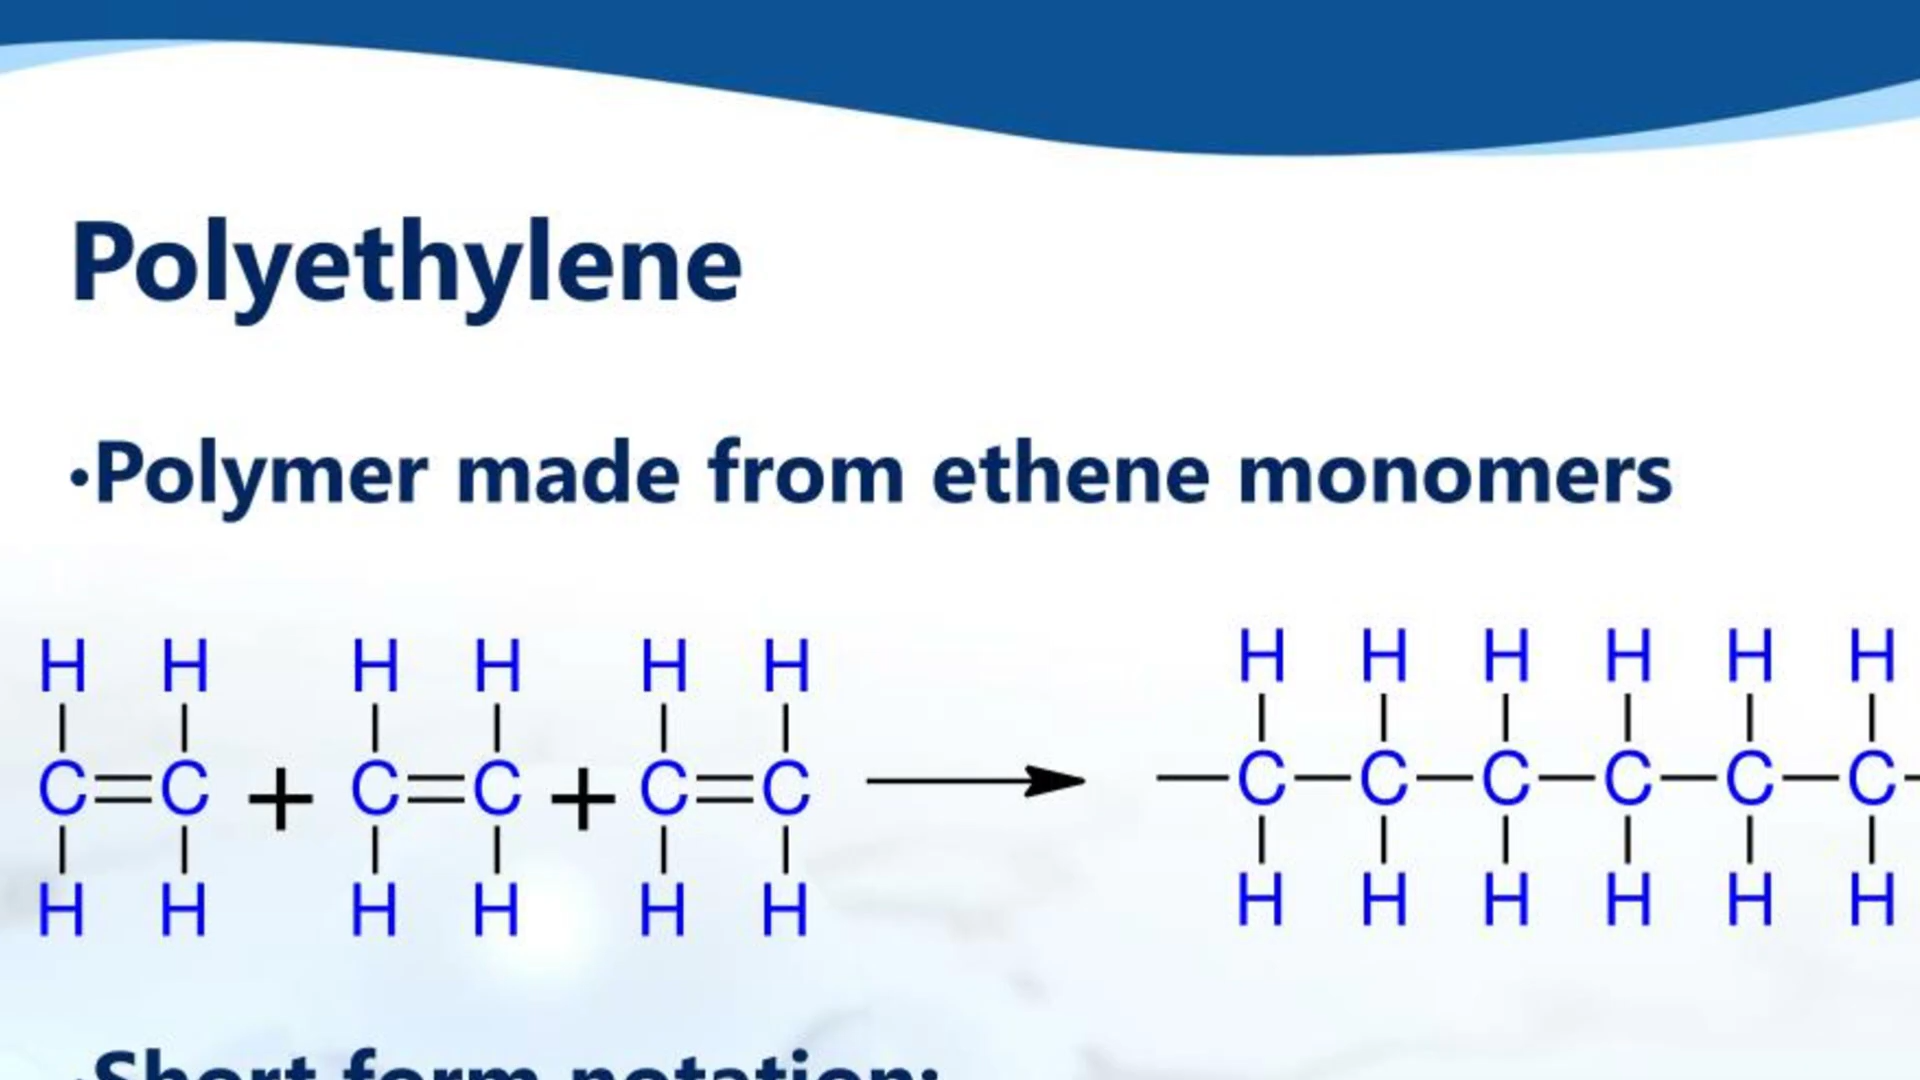 Polyethylene
•Polymer made from ethene monomers
H H H H H H H H H H H H
C C + C C + C C C C C C C C
H H H H H H H H H H H H
•Short form notation: